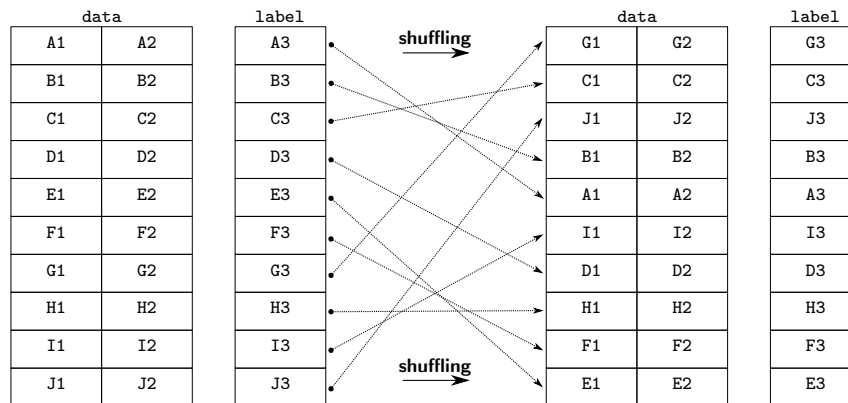 data label data label
A1 A2 A3 shuffling G1 G2 G3
B1 B2 B3 C1 C2 C3
C1 C2 C3 J1 J2 J3
D1 D2 D3 B1 B2 B3
E1 E2 E3 A1 A2 A3
F1 F2 F3 I1 I2 I3
G1 G2 G3 D1 D2 D3
H1 H2 H3 H1 H2 H3
I1 I2 I3 shuffling F1 F2 F3
J1 J2 J3 E1 E2 E3